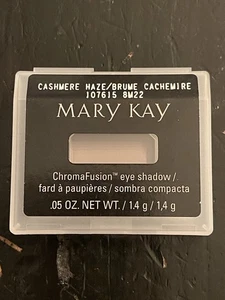 CASHMERE HAZE/BRUME CACHEMIRE
107615 8M22
MARY KAY
ChromaFusion™ eye shadow/
fard à paupières / sombra compacta
.05 OZ. NET WT. / 1.4 g / 1,4 g